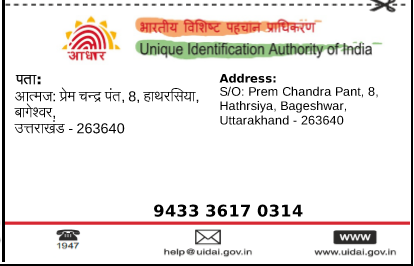 भारतीय विशिष्ट पहचान प्राधिकरण
Unique Identification Authority of India
आधार
पता:
आत्मज: प्रेम चन्द्र पंत, 8, हाथरसिया,
बागेश्वर,
उत्तराखंड - 263640
Address:
S/O: Prem Chandra Pant, 8,
Hathrsiya, Bageshwar,
Uttarakhand - 263640
9433 3617 0314
1947
help@uidai.gov.in
WWW
www.uidai.gov.in